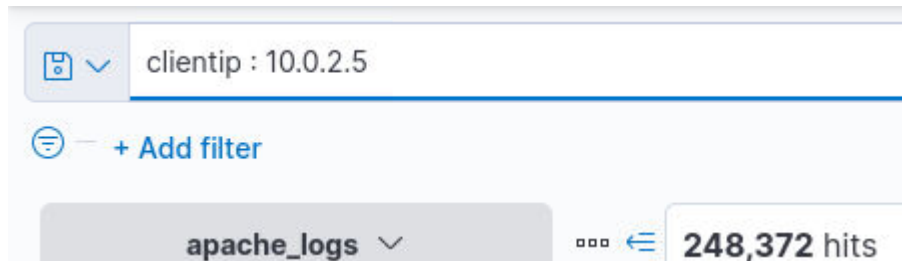 clientip : 10.0.2.5
+ Add filter
apache_logs 248,372 hits